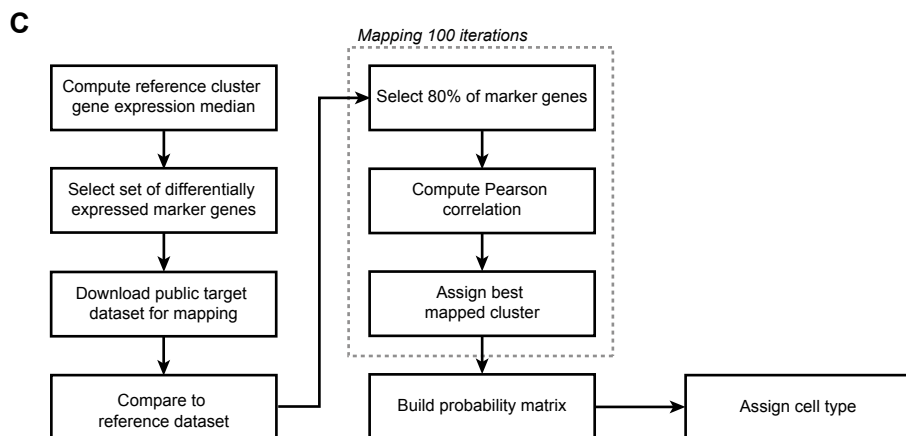 C
Mapping 100 iterations
Compute reference cluster
gene expression median
Select set of differentially
expressed marker genes
Download public target
dataset for mapping
Compare to
reference dataset
Select 80% of marker genes
Compute Pearson
correlation
Assign best
mapped cluster
Build probability matrix
Assign cell type